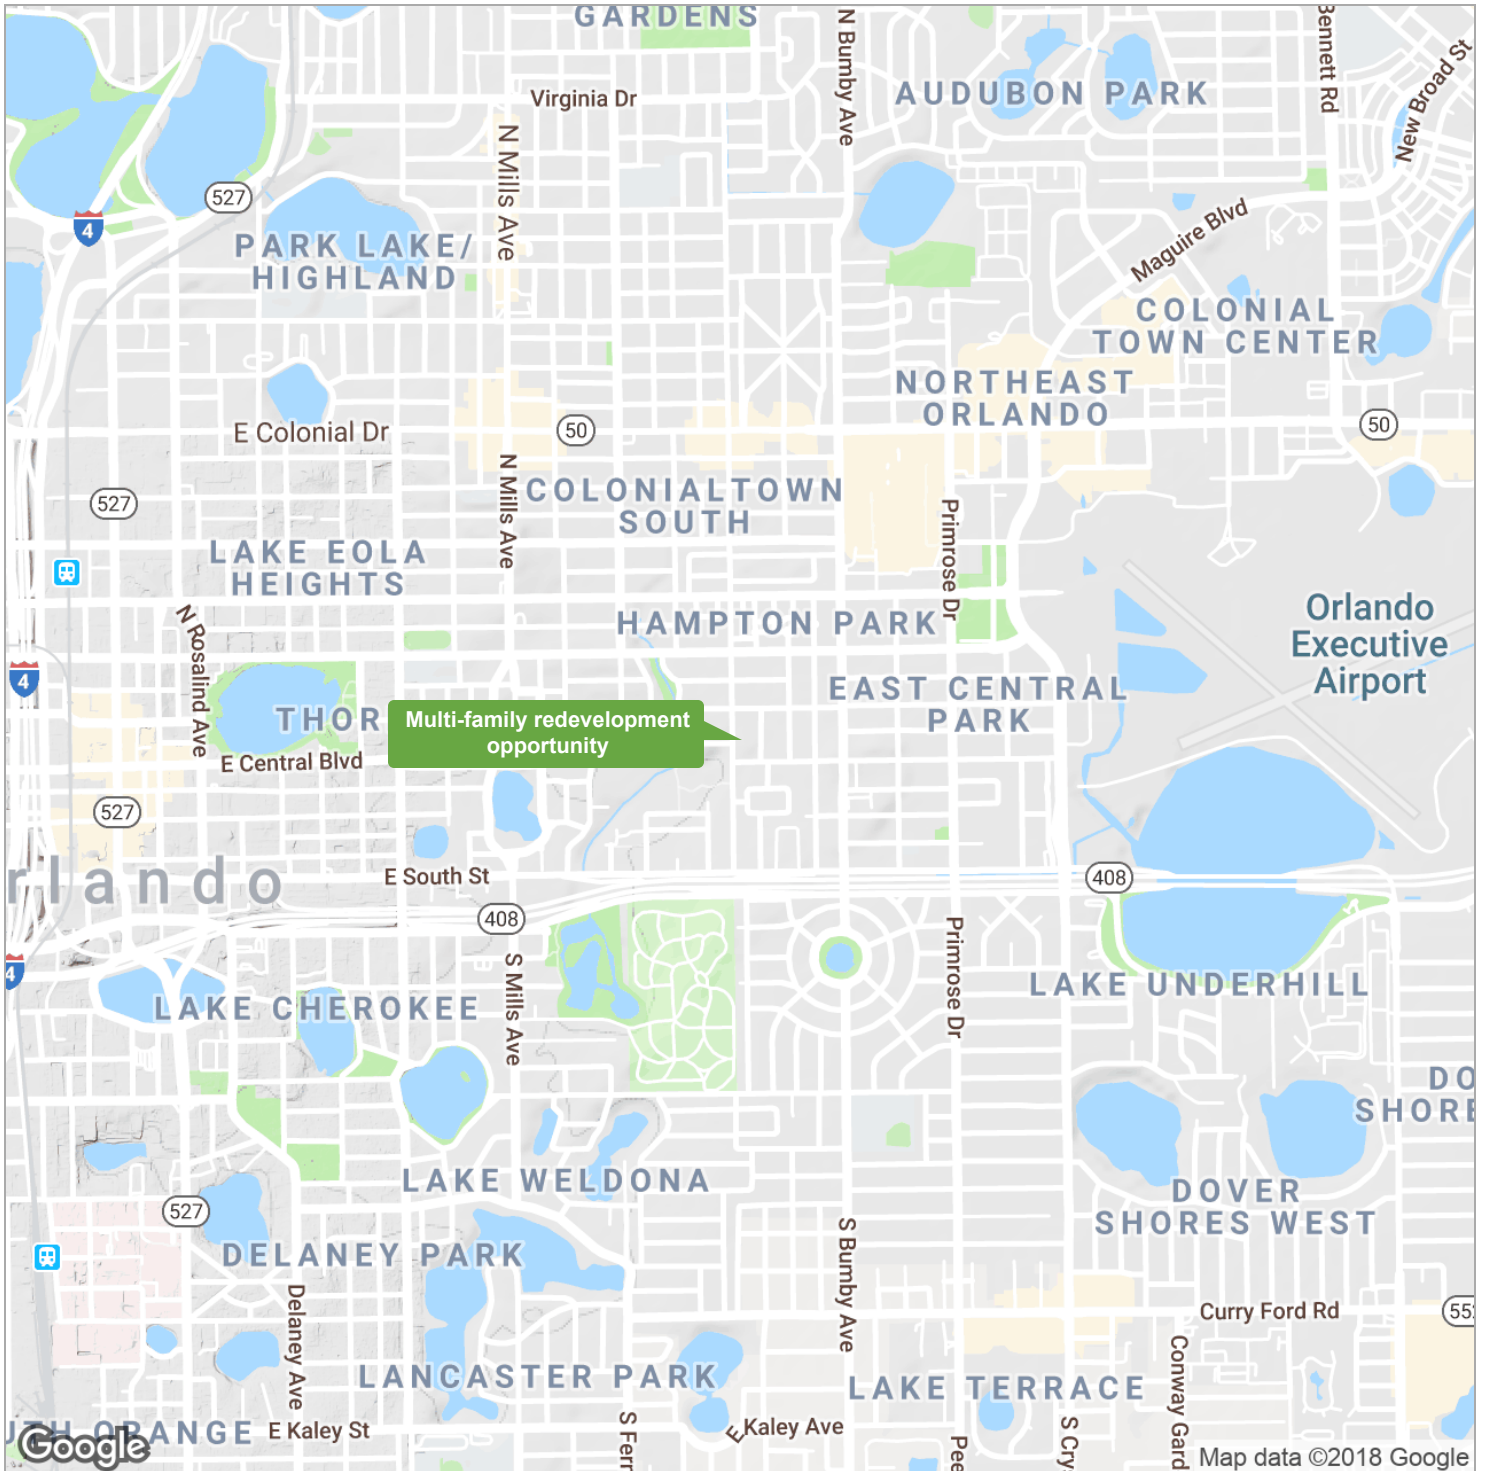 GARDENS
N Bumby Ave
Bennett Rd
New Broad St
Virginia Dr
AUDUBON PARK
N Mills Ave
527
4
PARK LAKE/
HIGHLAND
Maguire Blvd
COLONIAL
TOWN CENTER
NORTHEAST
ORLANDO
E Colonial Dr
50
50
N Mills Ave
COLONIALTOWN
SOUTH
527
Primrose Dr
LAKE EOLA
HEIGHTS
N Rosalind Ave
HAMPTON PARK
Orlando
Executive
Airport
4
EAST CENTRAL
PARK
THOR
Multi-family redevelopment
opportunity
E Central Blvd
527
rlando
E South St
408
408
S Mills Ave
Primrose Dr
4
LAKE CHEROKEE
LAKE UNDERHILL
DO
SHORE
LAKE WELDONA
DOVER
SHORES WEST
527
DELANEY PARK
S Bumby Ave
Delaney Ave
Curry Ford Rd
55
Conway Gard
LANCASTER PARK
LAKE TERRACE
S Fern
S Cry
Pee
UTH ORANGE
E Kaley St
E Kaley Ave
Google
Map data ©2018 Google